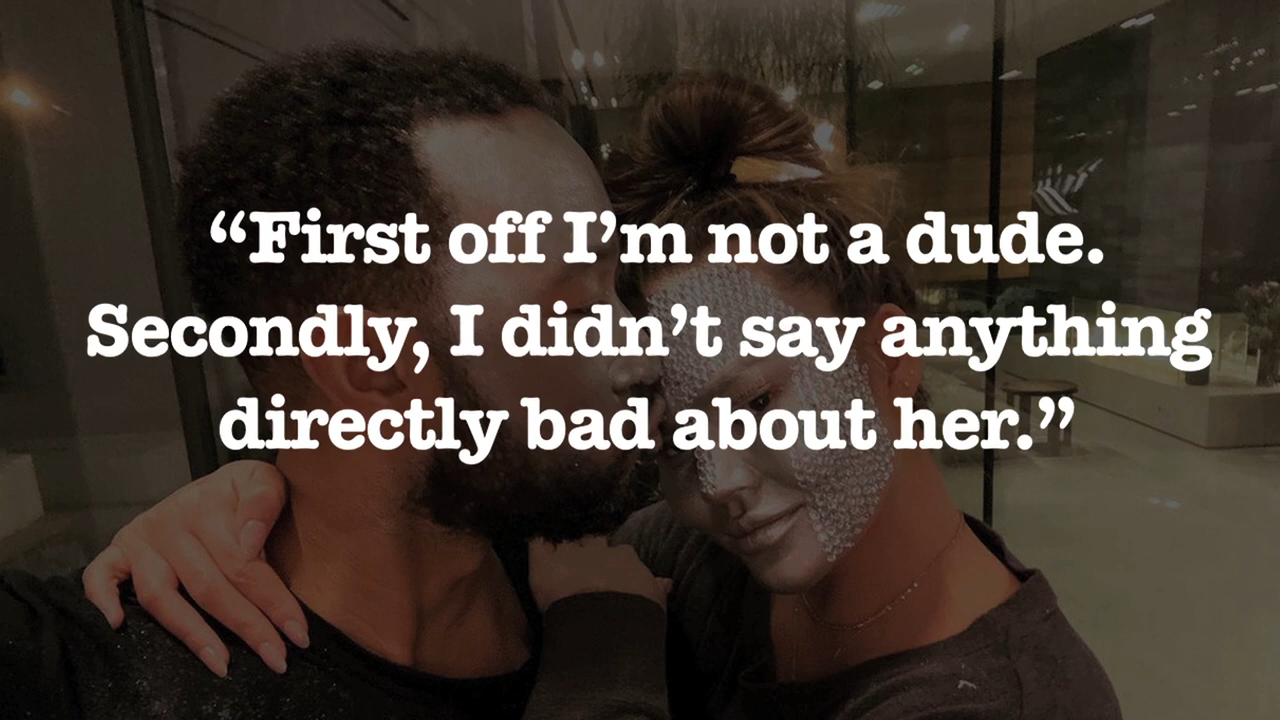 “First off I’m not a dude.
Secondly, I didn’t say anything
directly bad about her.”